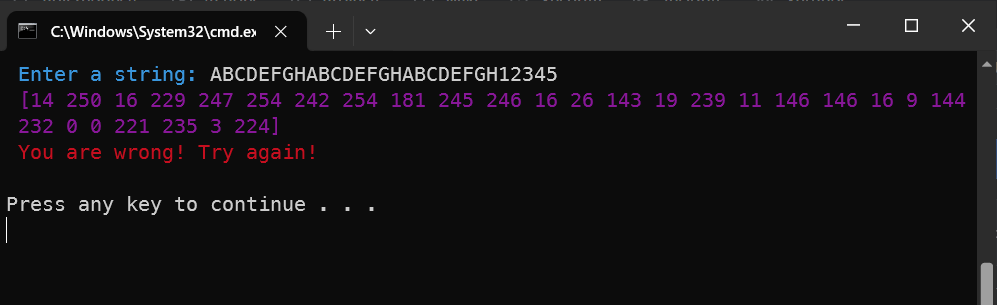 C:\Windows\System32\cmd.ex
Enter a string: ABCDEFGHABCDEFGHABCDEFGH12345
[14 250 16 229 247 254 242 254 181 245 246 16 26 143 19 239 11 146 146 16 9 144
232 0 0 221 235 3 224]
You are wrong! Try again!
Press any key to continue . . .